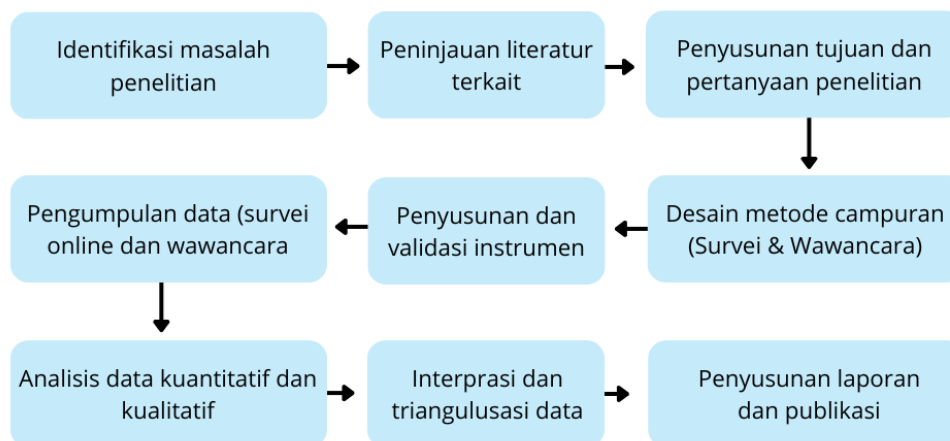 Identifikasi masalah
penelitian
Peninjauan literatur
terkait
Penyusunan tujuan dan
pertanyaan penelitian
Desain metode campuran
(Survei & Wawancara)
Penyusunan dan
validasi instrumen
Pengumpulan data (survei
online dan wawancara
Analisis data kuantitatif dan
kualitatif
Interprasi dan
triangulusasi data
Penyusunan laporan
dan publikasi